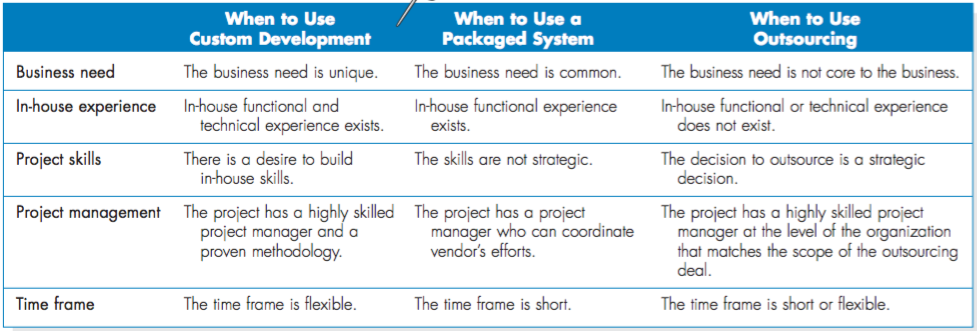 When to Use When to Use a When to Use
Custom Development Packaged System Outsourcing
Business need The business need is unique. The business need is common. The business need is not core to the business.
In-house experience In-house functional and In-house functional experience In-house functional or technical experience
technical experience exists. exists. does not exist.
Project skills There is a desire to build The skills are not strategic. The decision to outsource is a strategic
in-house skills. decision.
Project management The project has a highly skilled The project has a project The project has a highly skilled project
project manager and a manager who can coordinate manager at the level of the organization
proven methodology. vendor's efforts. that matches the scope of the outsourcing
deal.
Time frame The time frame is flexible. The time frame is short. The time frame is short or flexible.